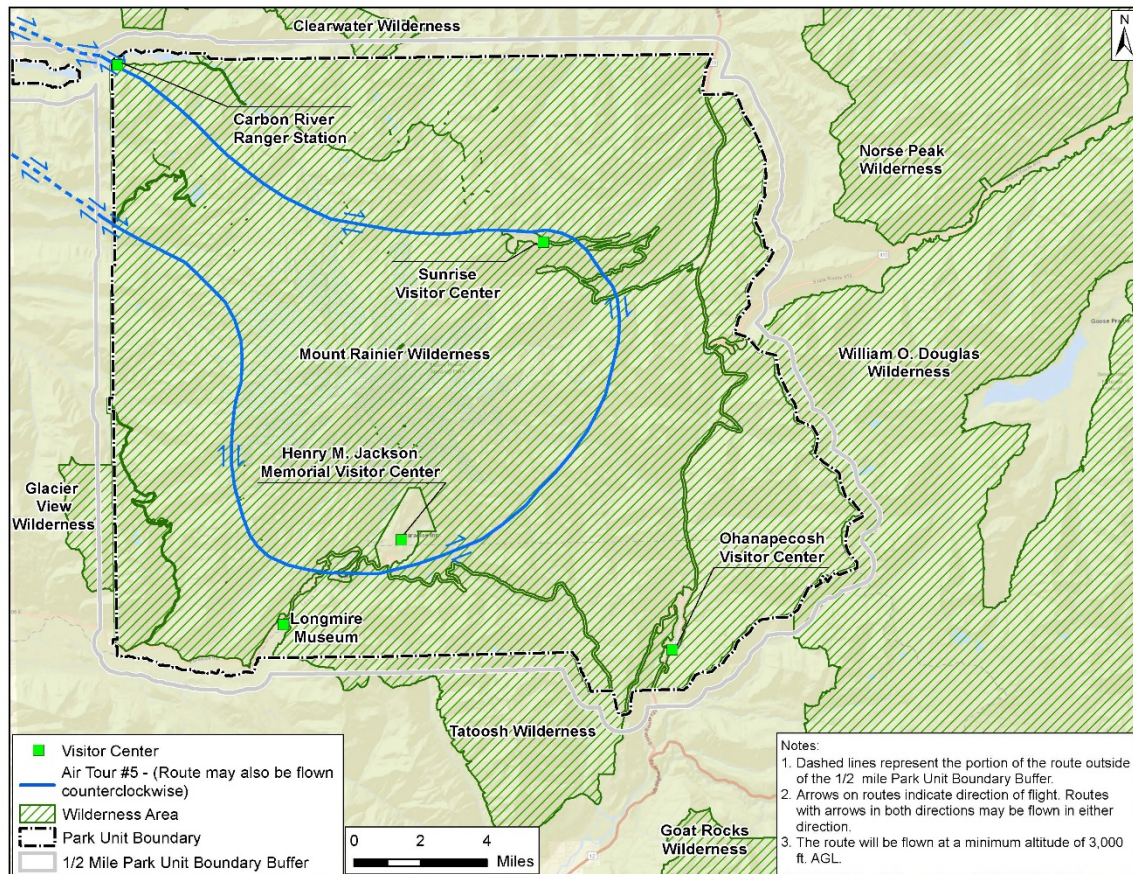 Clearwater Wilderness
N
Carbon River
Ranger Station
Norse Peak
Wilderness
Sunrise
Visitor Center
Goose Prairie
Mount Rainier Wilderness
William O. Douglas
Wilderness
Henry M. Jackson
Memorial Visitor Center
Glacier
View
Wilderness
Ohanapecosh
Visitor Center
Longmire
Museum
Tatoosh Wilderness
Goat Rocks
Wilderness
Visitor Center
Air Tour #5 - (Route may also be flown
counterclockwise)
Wilderness Area
Park Unit Boundary
1/2 Mile Park Unit Boundary Buffer
0 2 4
Miles
Notes:
1. Dashed lines represent the portion of the route outside
of the 1/2 mile Park Unit Boundary Buffer.
2. Arrows on routes indicate direction of flight. Routes
with arrows in both directions may be flown in either
direction.
3. The route will be flown at a minimum altitude of 3,000
ft. AGL.